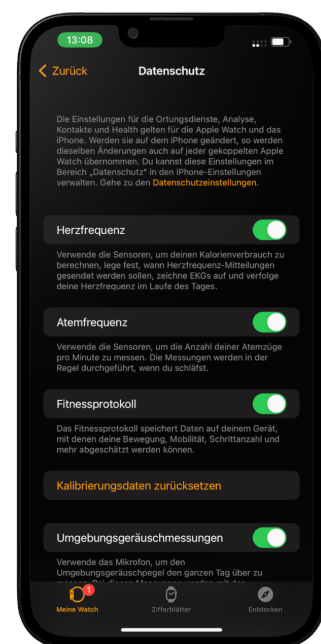 13:08
Zurück
Datenschutz
Die Einstellungen für die Ortungsdienste, Analyse,
Kontakte und Health gelten für die Apple Watch und das
iPhone. Werden sie auf dem iPhone geändert, so werden
dieselben Änderungen auch auf jeder gekoppelten Apple
Watch übernommen. Du kannst diese Einstellungen im
Bereich „Datenschutz“ in den iPhone-Einstellungen
verwalten. Gehe zu den Datenschutzeinstellungen.
Herzfrequenz
Verwende die Sensoren, um deinen Kalorienverbrauch zu
berechnen, lege fest, wann Herzfrequenz-Mitteilungen
gesendet werden sollen, zeichne EKGs auf und verfolge
deine Herzfrequenz im Laufe des Tages.
Atemfrequenz
Verwende die Sensoren, um die Anzahl deiner Atemzüge
pro Minute zu messen. Die Messungen werden in der
Regel durchgeführt, wenn du schläfst.
Fitnessprotokoll
Das Fitnessprotokoll speichert Daten auf deinem Gerät,
mit denen deine Bewegung, Mobilität, Schrittanzahl und
mehr abgeschätzt werden können.
Kalibrierungsdaten zurücksetzen
Umgebungsgeräuschmessungen
Verwende das Mikrofon, um den
Umgebungsgeräuschpegel den ganzen Tag über zu
1
Meine Watch
Zifferblätter
Entdecken